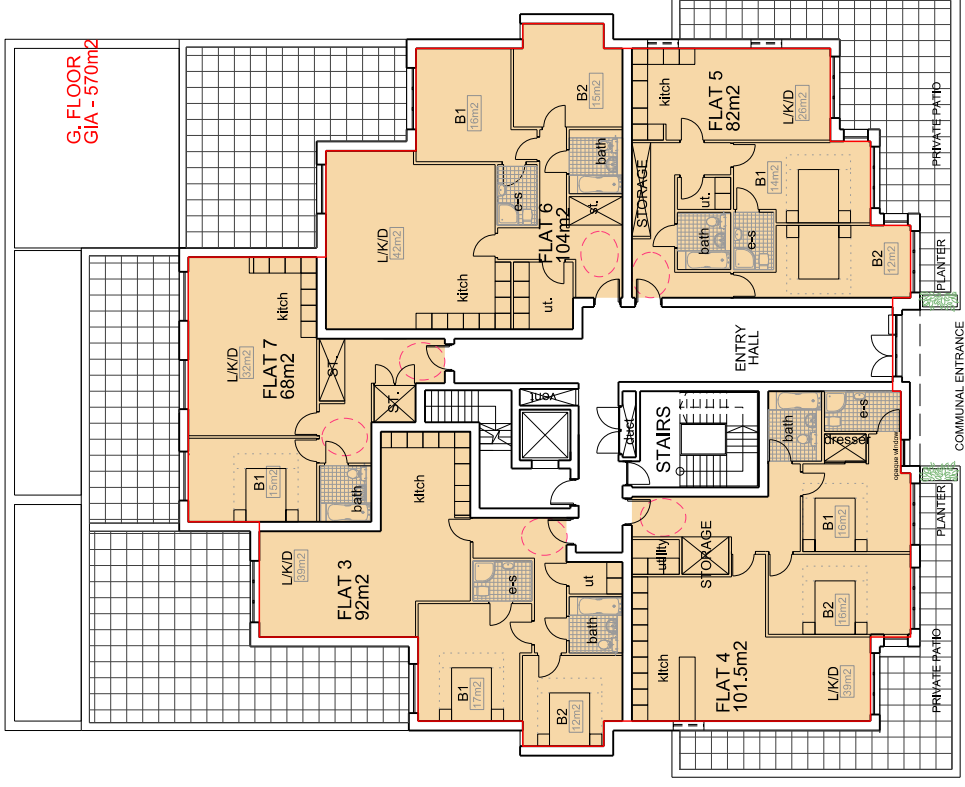 G. FLOOR
GIA - 570m2
B1
16m2
B2
15m2
bath
e-s
st.
FLAT 6
104m2
L/K/D
42m2
kitch
ut.
kitch
FLAT 5
82m2
L/K/D
26m2
PRIVATE PATIO
STORAGE
ut.
B1
14m2
bath
e-s
B2
12m2
PLANTER
L/K/D
32m2
kitch
FLAT 7
68m2
ST.
ST.
B1
15m2
bath
ENTRY
HALL
COMMUNAL ENTRANCE
vent
duct
STAIRS
bath
e-s
dresser
opaque window
PLANTER
kitch
L/K/D
39m2
FLAT 3
92m2
e-s
ut
bath
B1
17m2
B2
12m2
utility
STORAGE
B1
16m2
B2
16m2
kitch
FLAT 4
101.5m2
L/K/D
39m2
PRIVATE PATIO